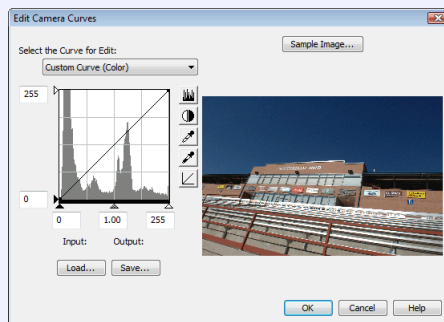 Edit Camera Curves
Sample Image...
Select the Curve for Edit:
Custom Curve (Color)
255
0
0 1.00 255
Input: Output:
Load... Save...
OK Cancel Help